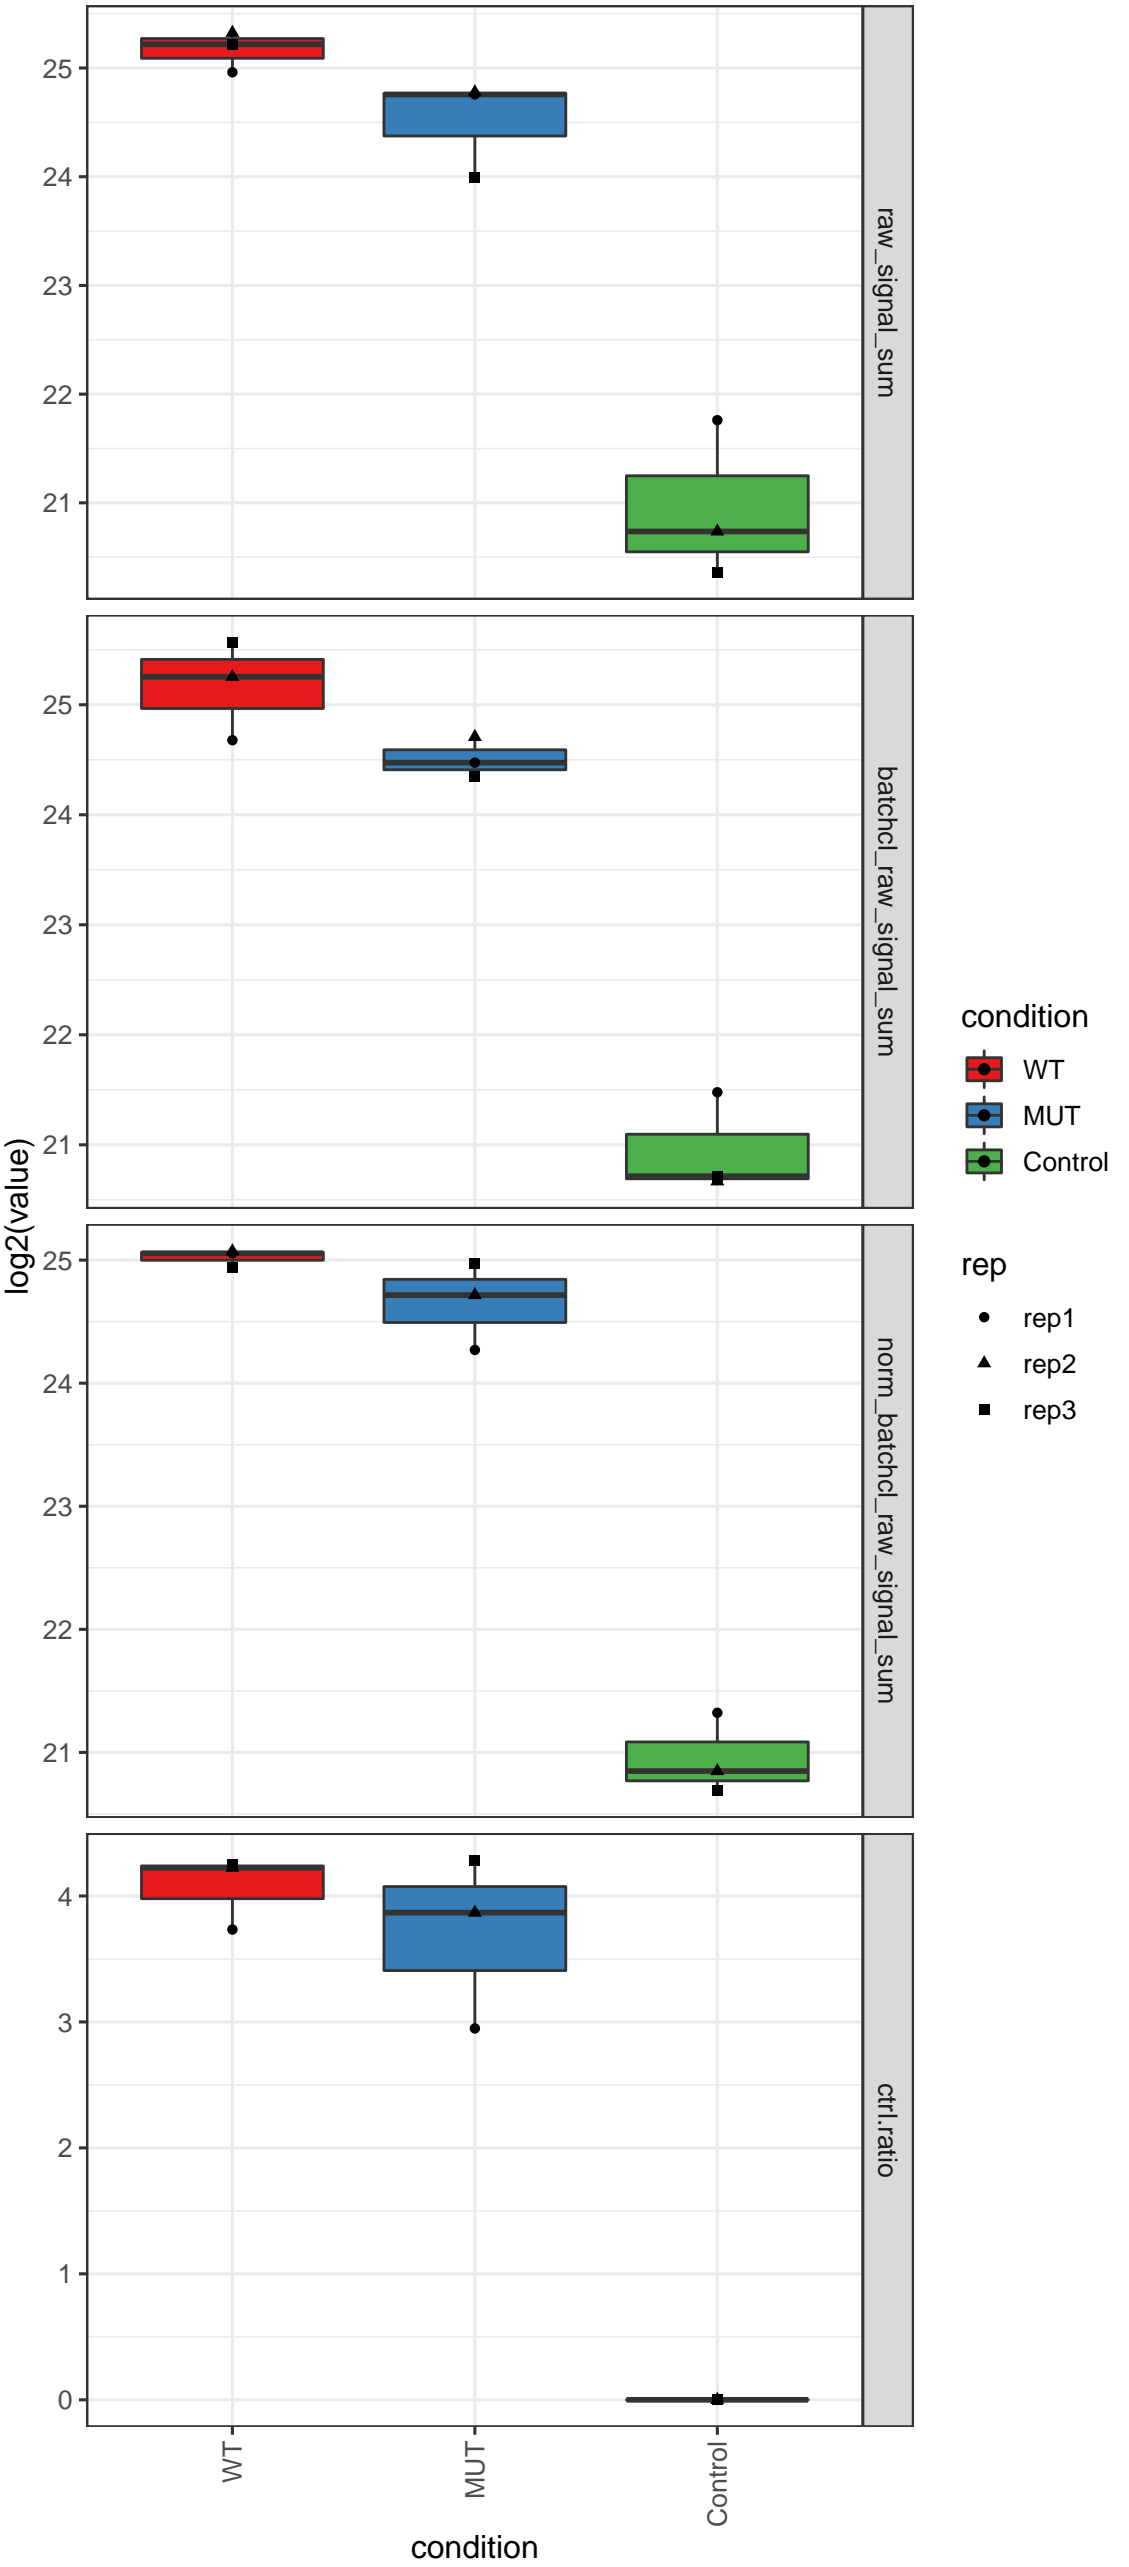 25
24
23
22
21
raw_signal_sum
25
24
23
22
21
batchcl_raw_signal_sum
25
24
23
22
21
norm_batchcl_raw_signal_sum
4
3
2
1
0
ctrl.ratio
log2(value)
WT
MUT
Control
condition
condition
WT
MUT
Control
rep
rep1
rep2
rep3